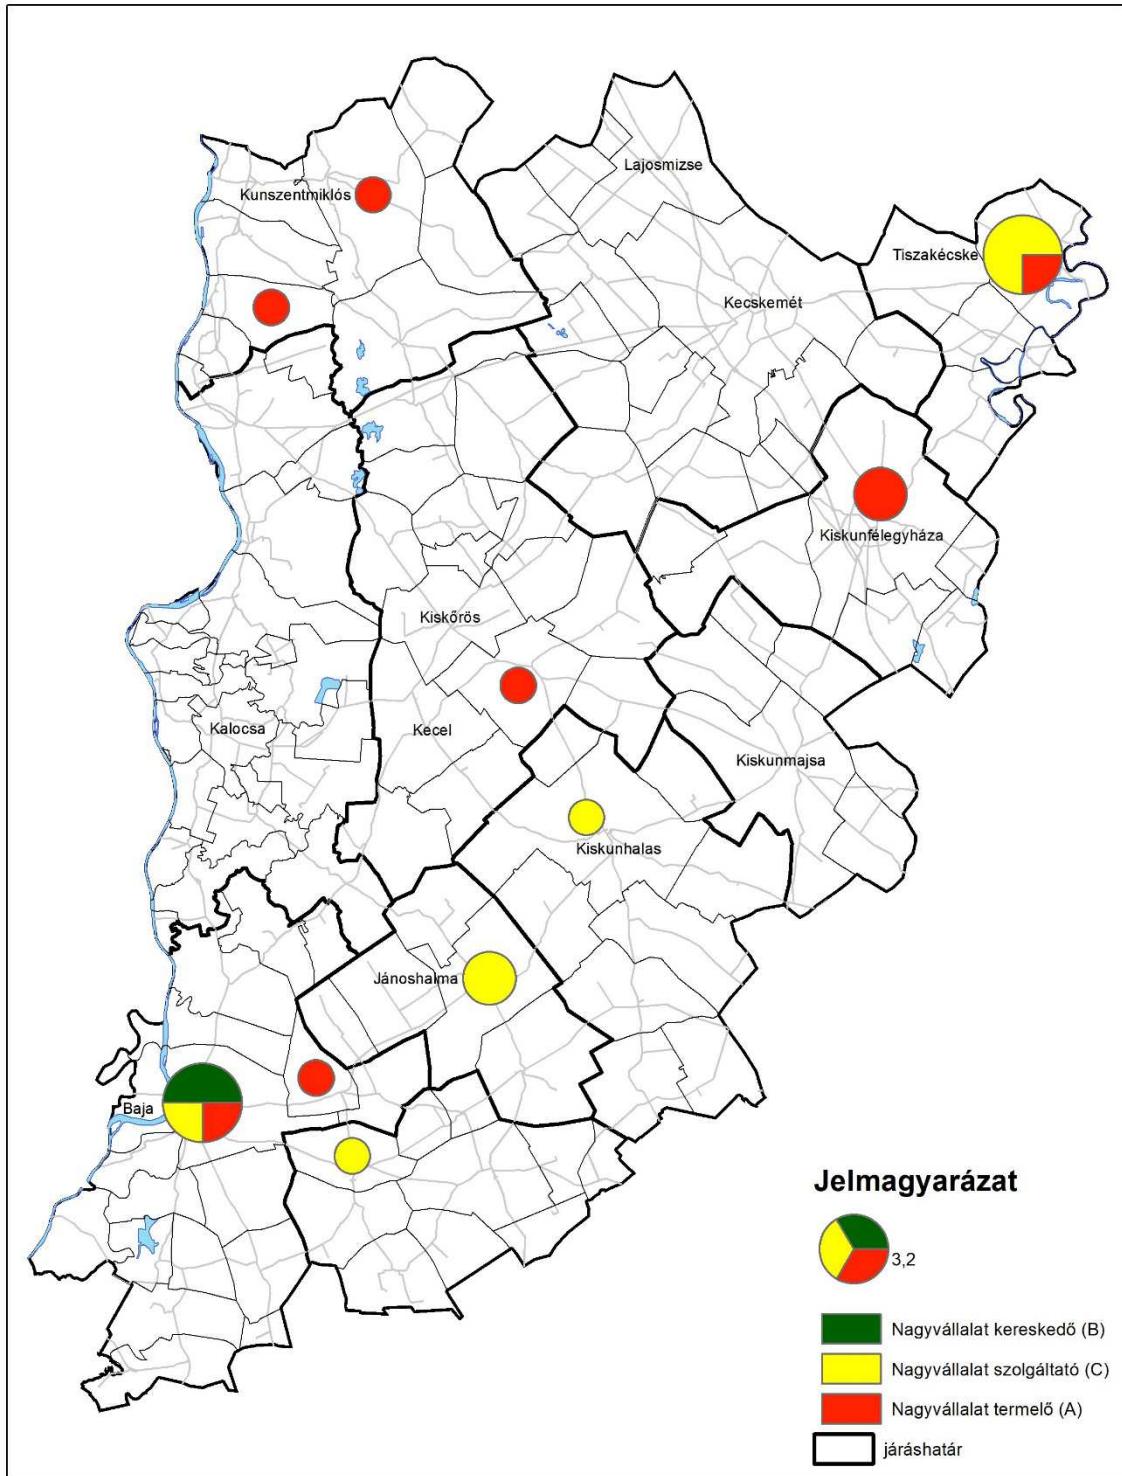 Lajosmizse
Kunszentmiklós
Tiszakécske
Kecskemét
Kiskunfélegyháza
Kiskőrös
Kalocsa
Kecel
Kiskunmajsa
Kiskunhalas
Jánoshalma
Baja
Jelmagyarázat
3,2
Nagyvállalat kereskedő (B)
Nagyvállalat szolgáltató (C)
Nagyvállalat termelő (A)
járáshatár